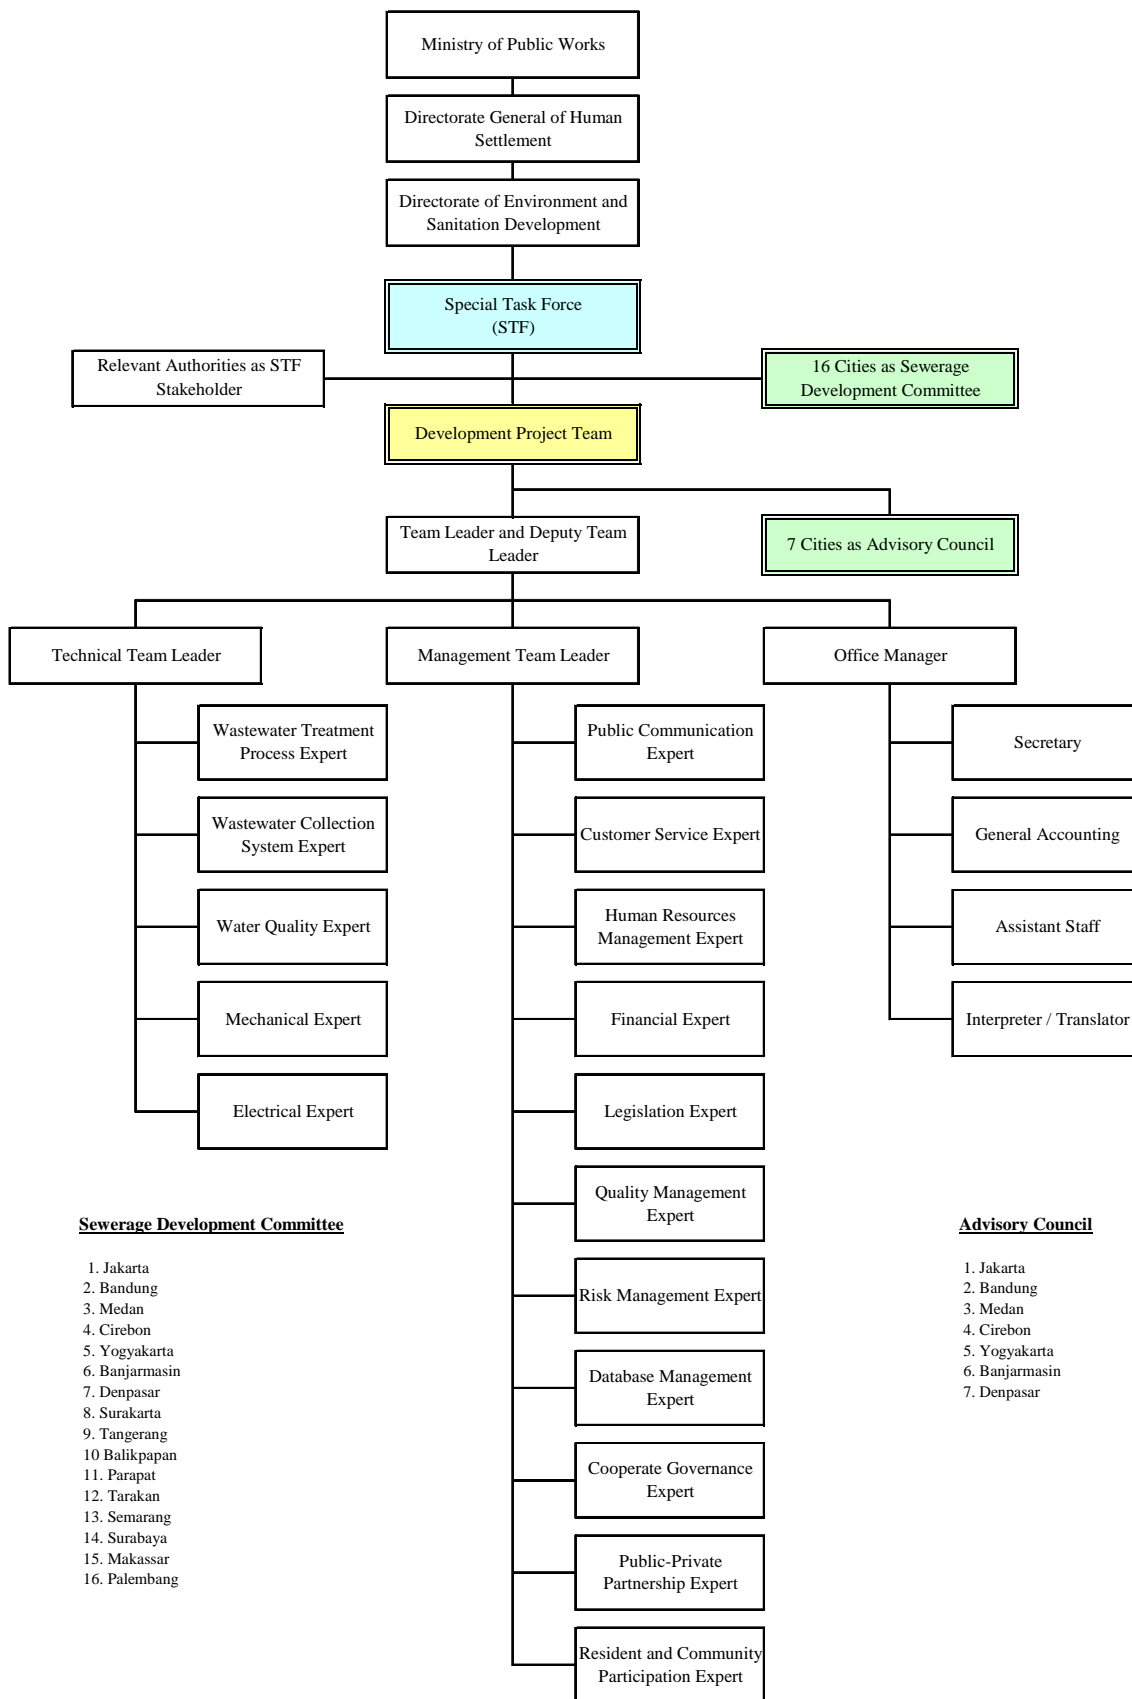 Ministry of Public Works
Directorate General of Human
Settlement
Directorate of Environment and
Sanitation Development
Special Task Force
(STF)
Relevant Authorities as STF
Stakeholder
16 Cities as Sewerage
Development Committee
Development Project Team
Team Leader and Deputy Team
Leader
7 Cities as Advisory Council
Technical Team Leader
Management Team Leader
Office Manager
Wastewater Treatment
Process Expert
Wastewater Collection
System Expert
Water Quality Expert
Mechanical Expert
Electrical Expert
Public Communication
Expert
Customer Service Expert
Human Resources
Management Expert
Financial Expert
Legislation Expert
Quality Management
Expert
Risk Management Expert
Database Management
Expert
Cooperate Governance
Expert
Public-Private
Partnership Expert
Resident and Community
Participation Expert
Secretary
General Accounting
Assistant Staff
Interpreter / Translator
Sewerage Development Committee
1. Jakarta
2. Bandung
3. Medan
4. Cirebon
5. Yogyakarta
6. Banjarmasin
7. Denpasar
8. Surakarta
9. Tangerang
10 Balikpapan
11. Parapat
12. Tarakan
13. Semarang
14. Surabaya
15. Makassar
16. Palembang
Advisory Council
1. Jakarta
2. Bandung
3. Medan
4. Cirebon
5. Yogyakarta
6. Banjarmasin
7. Denpasar